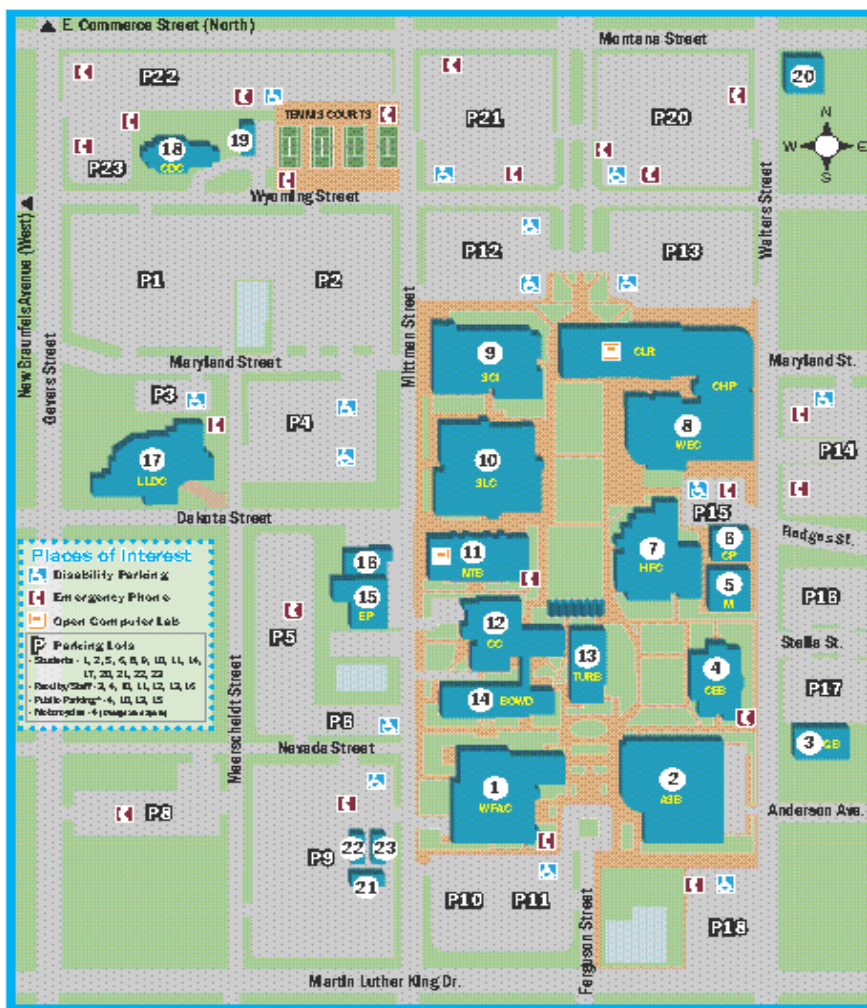 E. Commerce Street (North)
Montana Street
P22
P21
P20
20
TENNIS COURTS
N
W E
S
18
CDC
19
P23
Wyoming Street
New Braunfels Avenue (West)
Walters Street
P12
P13
P1
P2
Mittman Street
Gevers Street
Maryland Street
Maryland St.
9
SCI
CLR
CHP
8
WEC
P3
P4
P14
17
LLDC
10
SLC
Dakota Street
P15
Hedges St.
Places of Interest
Disability Parking
Emergency Phone
Open Computer Lab
P Parking Lots
16
15
EP
11
NTB
7
HFC
6
CP
5
M
P16
P5
12
CC
13
TURB
Stella St.
4
CEB
P17
14 BOWD
P6
Meerscheidt Street
Nevada Street
3 GB
1
WFAC
2
ASB
Anderson Ave.
P8
P9
22 23
21
P10
P11
P18
Ferguson Street
Martin Luther King Dr.